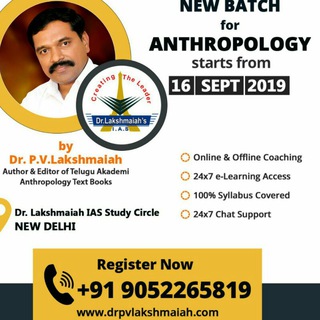 NEW BATCH
for
ANTHROPOLOGY
starts from
16 SEPT 2019
Creating The Leader
Dr.Lakshmaiah's
I.A.S
by
Dr. P.V.Lakshmaiah
Author & Editor of Telugu Akademi
Anthropology Text Books
Online & Offline Coaching
24x7 e-Learning Access
100% Syllabus Covered
24x7 Chat Support
Dr. Lakshmaiah IAS Study Circle
NEW DELHI
Register Now
+91 9052265819
www.drpvlakshmaiah.com